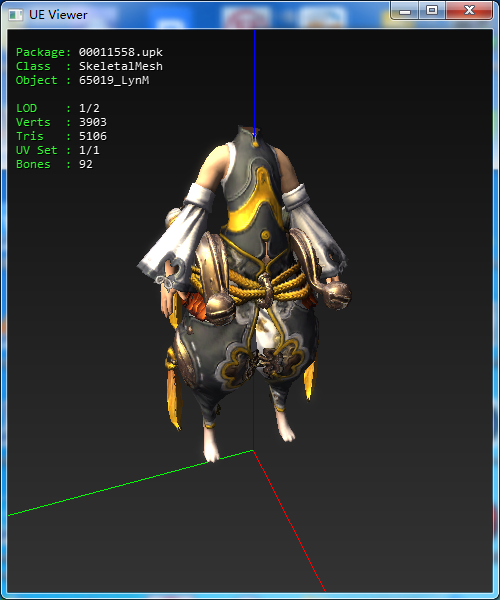 UE Viewer
Package: 00011558.upk
Class  : SkeletalMesh
Object : 65019_LynM
LOD    : 1/2
Verts  : 3903
Tris   : 5106
UV Set : 1/1
Bones  : 92